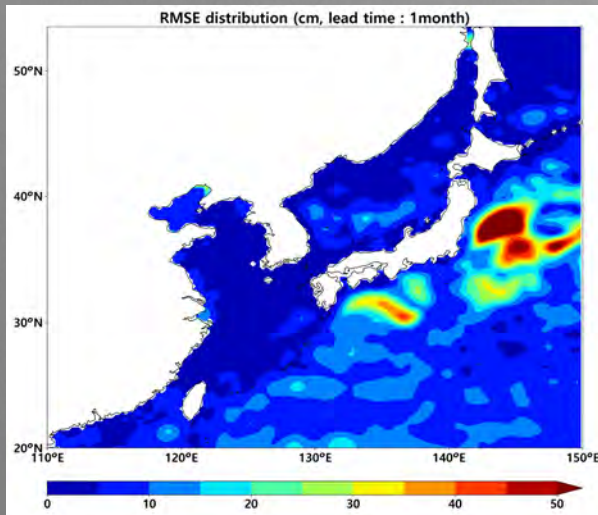 RMSE distribution (cm, lead time : 1month)
50°N
40°N
30°N
20°N
110°E 120°E 130°E 140°E 150°E
0 10 20 30 40 50